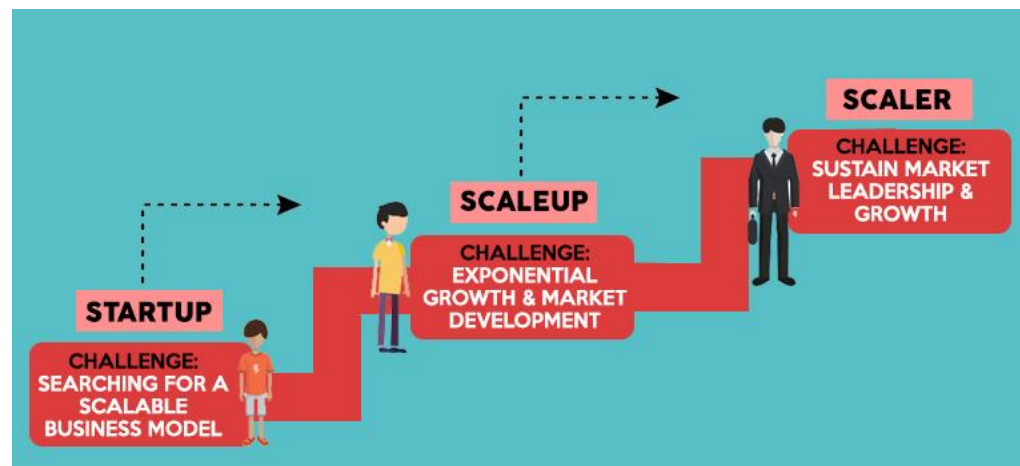 STARTUP
CHALLENGE:
SEARCHING FOR A
SCALABLE
BUSINESS MODEL
SCALEUP
CHALLENGE:
EXPONENTIAL
GROWTH & MARKET
DEVELOPMENT
SCALER
CHALLENGE:
SUSTAIN MARKET
LEADERSHIP &
GROWTH